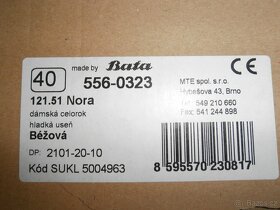 40
made by Bata
CE
556-0323
121.51 Nora
dámská celorok
hladká useň
Béžová
DP: 2101-20-10
Kód SUKL 5004963
MTE spol. s.r.o.
Hybešova 43, Brno
Tel: 549 210 660
Fax: 541 244 898
8 595570 230817